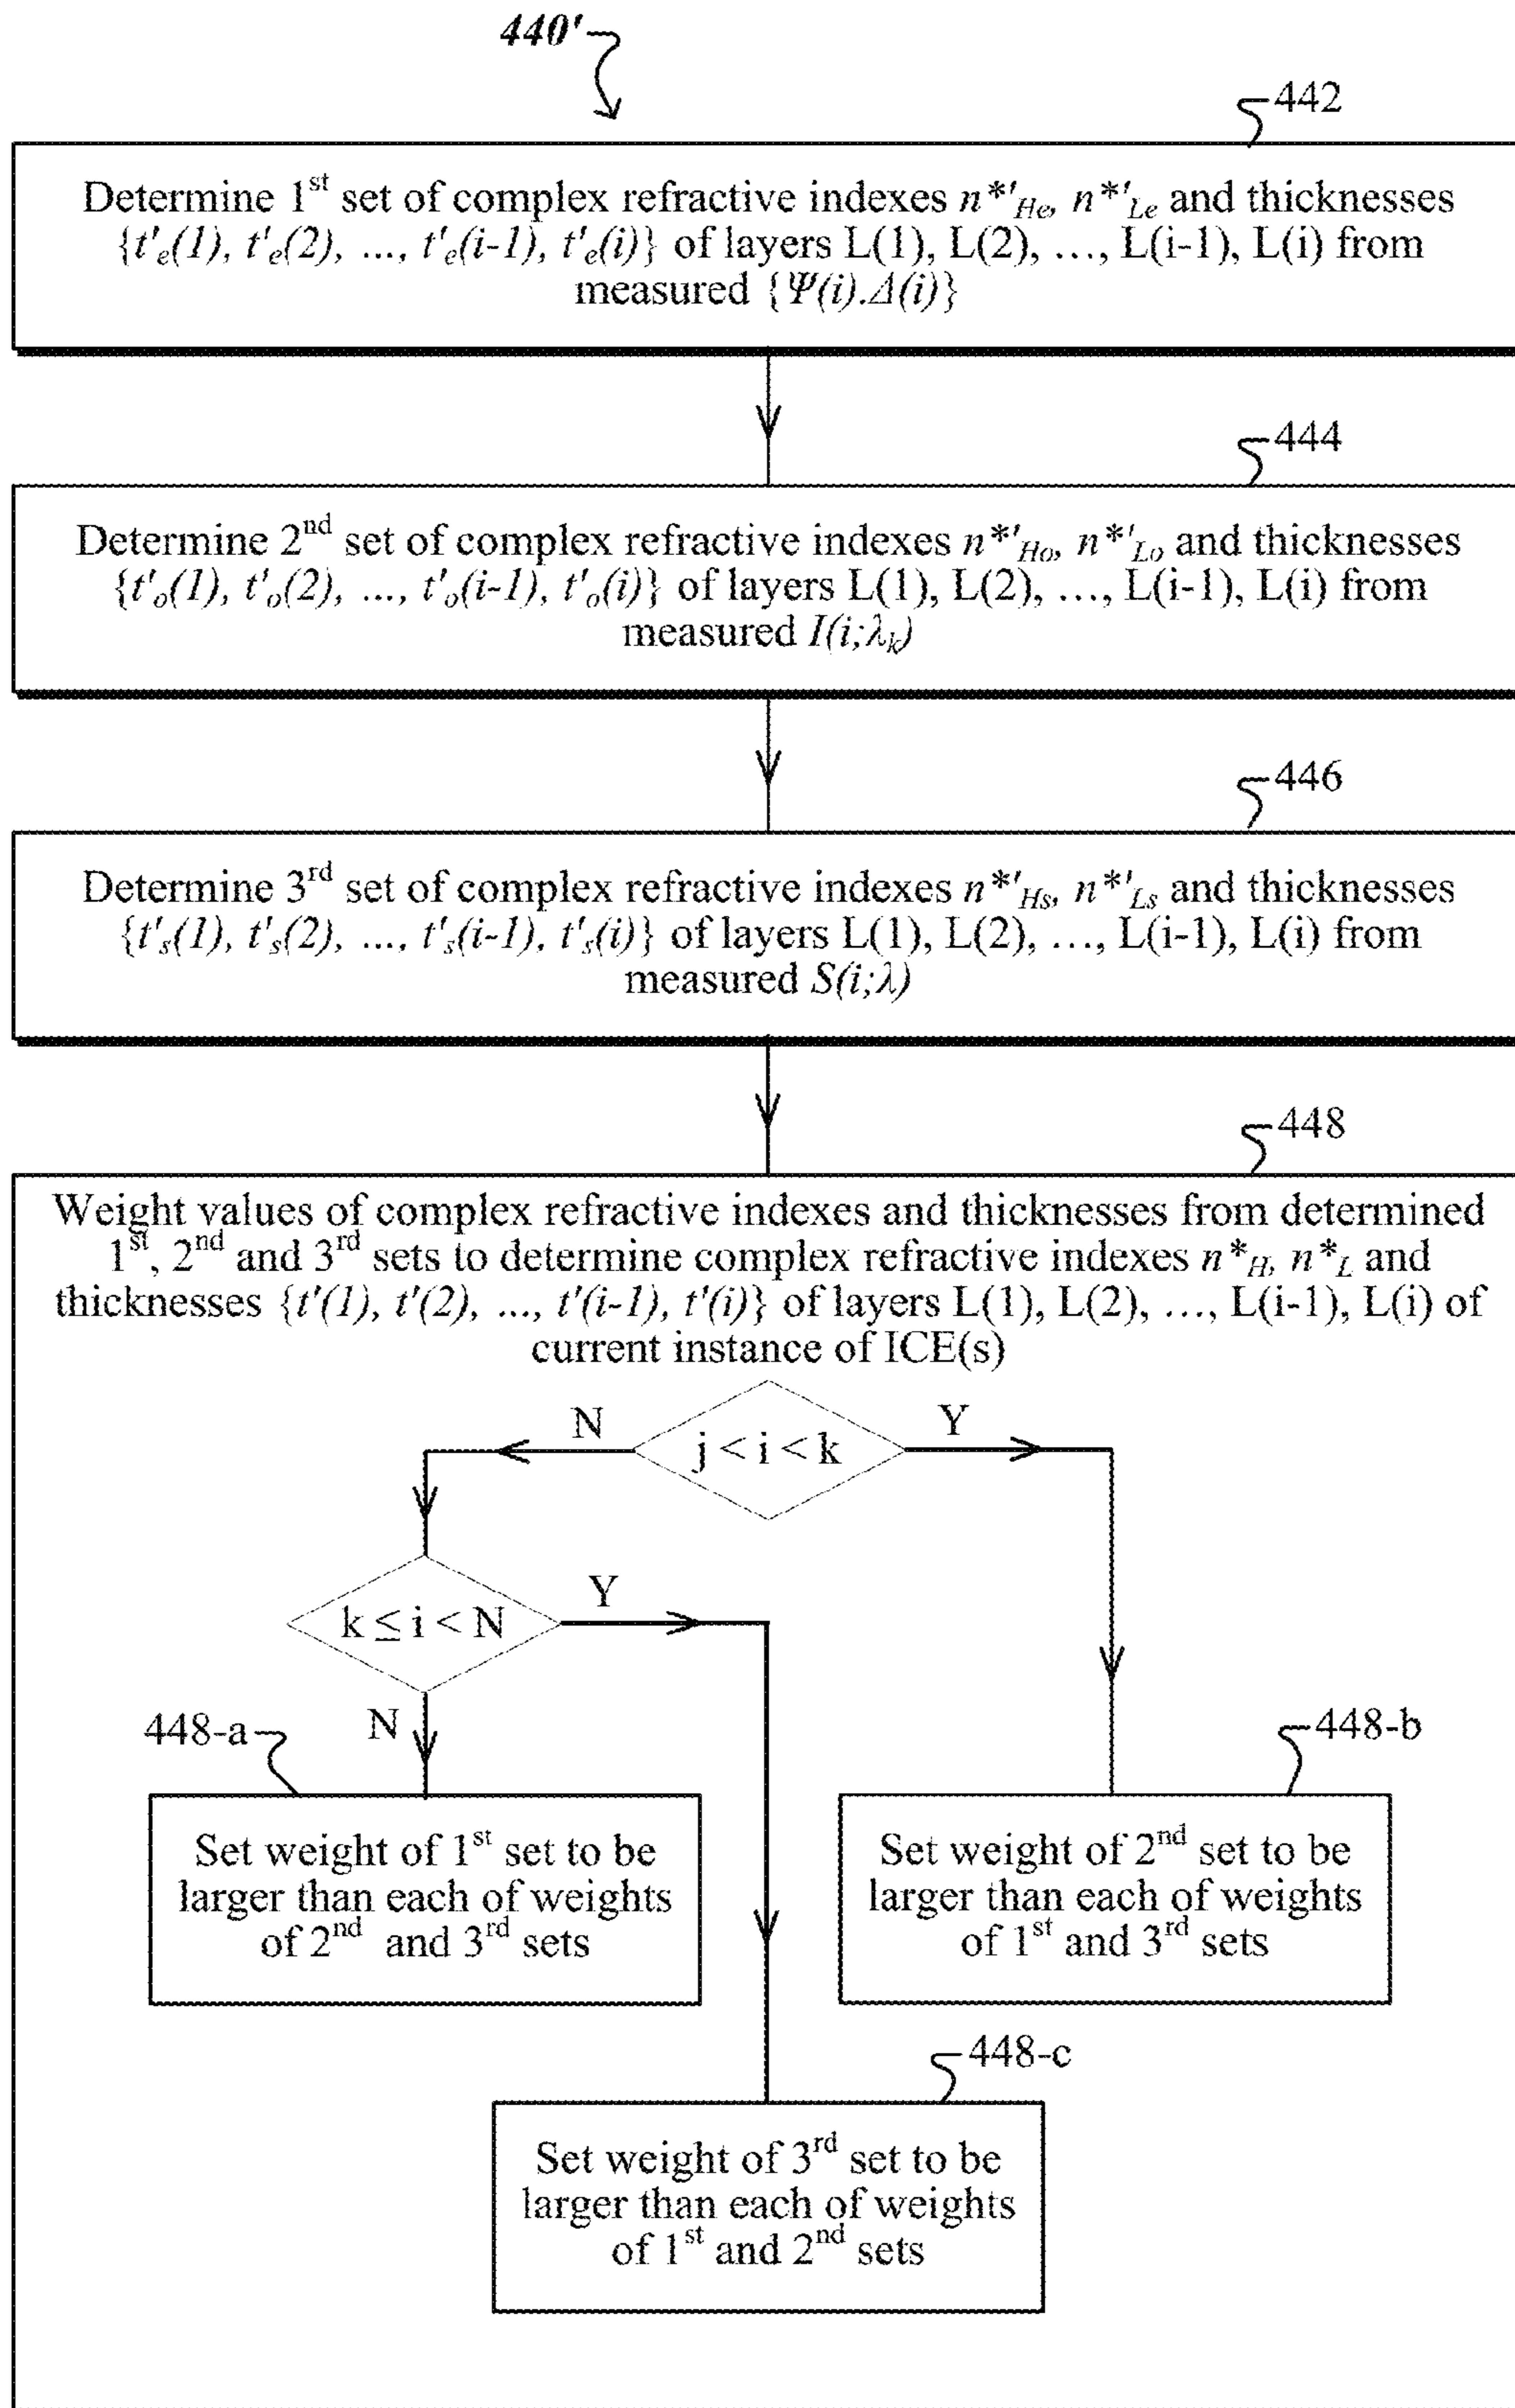 440'
442
Determine 1st set of complex refractive indexes n*'He, n*'Le and thicknesses
{t'e(1), t'e(2), ..., t'e(i-1), t'e(i)} of layers L(1), L(2), …, L(i-1), L(i) from
measured {Ψ(i).Δ(i)}
444
Determine 2nd set of complex refractive indexes n*'Ho, n*'Lo and thicknesses
{t'o(1), t'o(2), ..., t'o(i-1), t'o(i)} of layers L(1), L(2), …, L(i-1), L(i) from
measured I(i;λk)
446
Determine 3rd set of complex refractive indexes n*'Hs, n*'Ls and thicknesses
{t's(1), t's(2), ..., t's(i-1), t's(i)} of layers L(1), L(2), …, L(i-1), L(i) from
measured S(i;λ)
448
Weight values of complex refractive indexes and thicknesses from determined
1st, 2nd and 3rd sets to determine complex refractive indexes n*H, n*L and
thicknesses {t'(1), t'(2), ..., t'(i-1), t'(i)} of layers L(1), L(2), …, L(i-1), L(i) of
current instance of ICE(s)
N
j < i < k
Y
k ≤ i < N
Y
N
448-a
448-b
Set weight of 1st set to be
larger than each of weights
of 2nd and 3rd sets
Set weight of 2nd set to be
larger than each of weights
of 1st and 3rd sets
448-c
Set weight of 3rd set to be
larger than each of weights
of 1st and 2nd sets